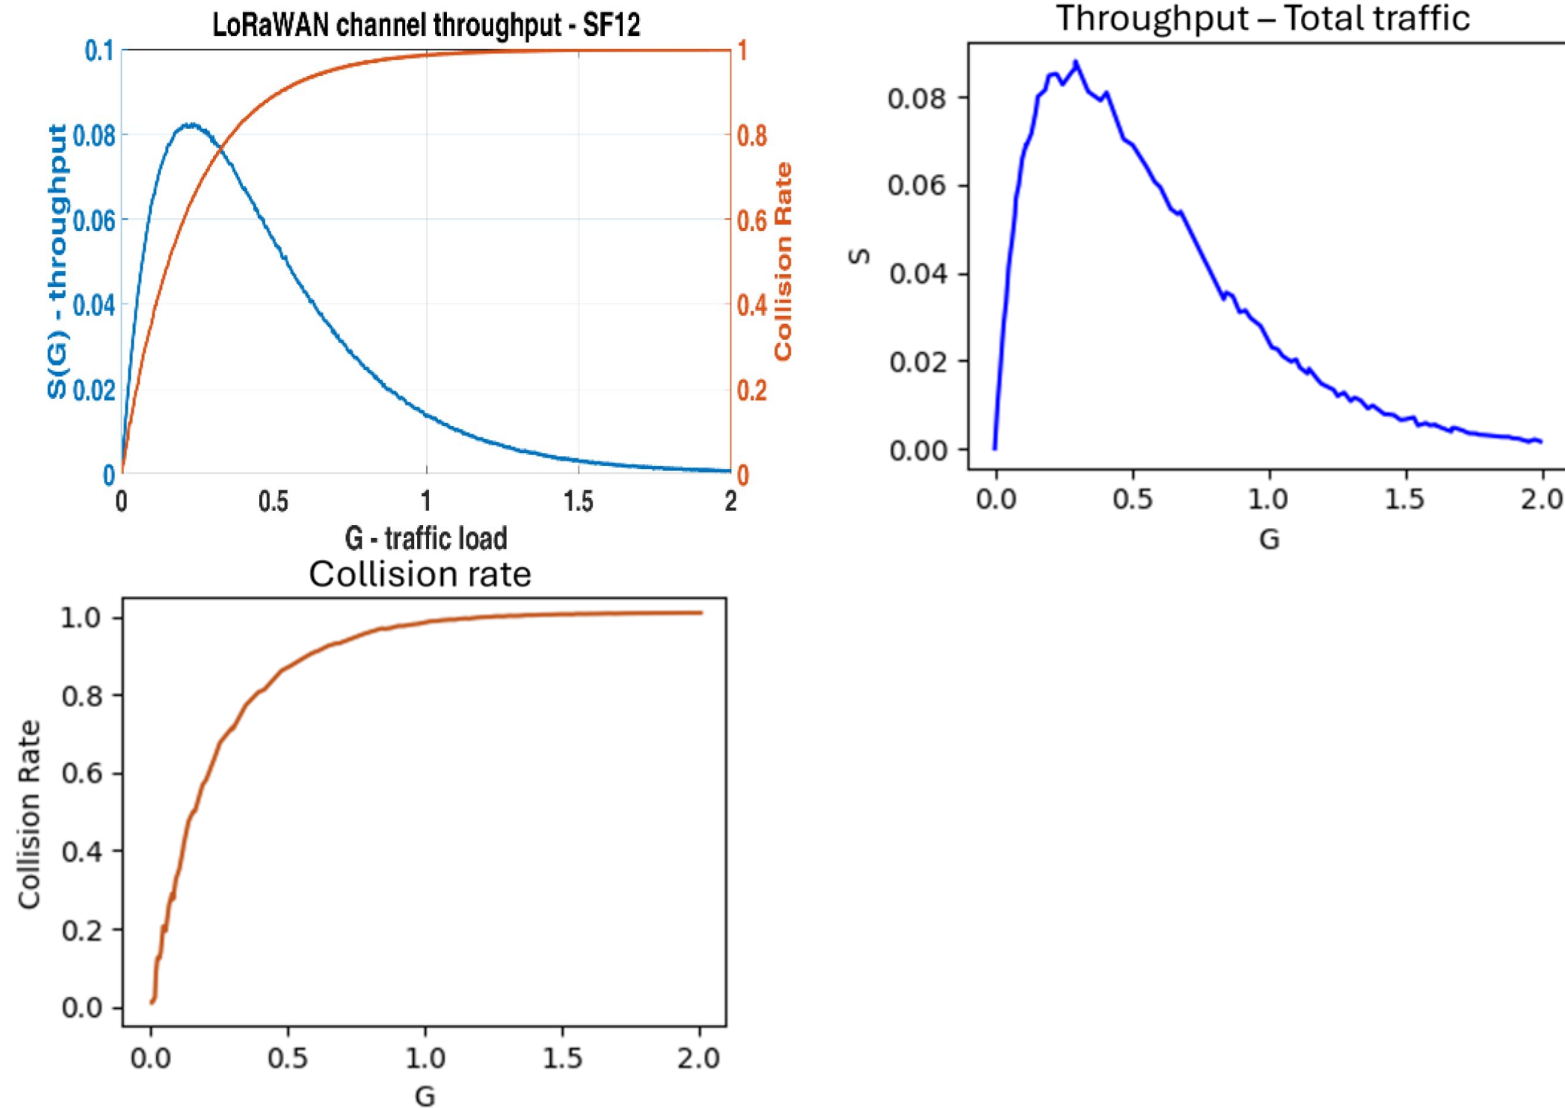 LoRaWAN channel throughput - SF12
S(G) - throughput
0.1
0.08
0.06
0.04
0.02
0
1
0.8
0.6
0.4
0.2
0
Collision Rate
0 0.5 1 1.5 2
G - traffic load
Throughput – Total traffic
S
0.08
0.06
0.04
0.02
0.00
0.0 0.5 1.0 1.5 2.0
G
Collision rate
Collision Rate
1.0
0.8
0.6
0.4
0.2
0.0
0.0 0.5 1.0 1.5 2.0
G